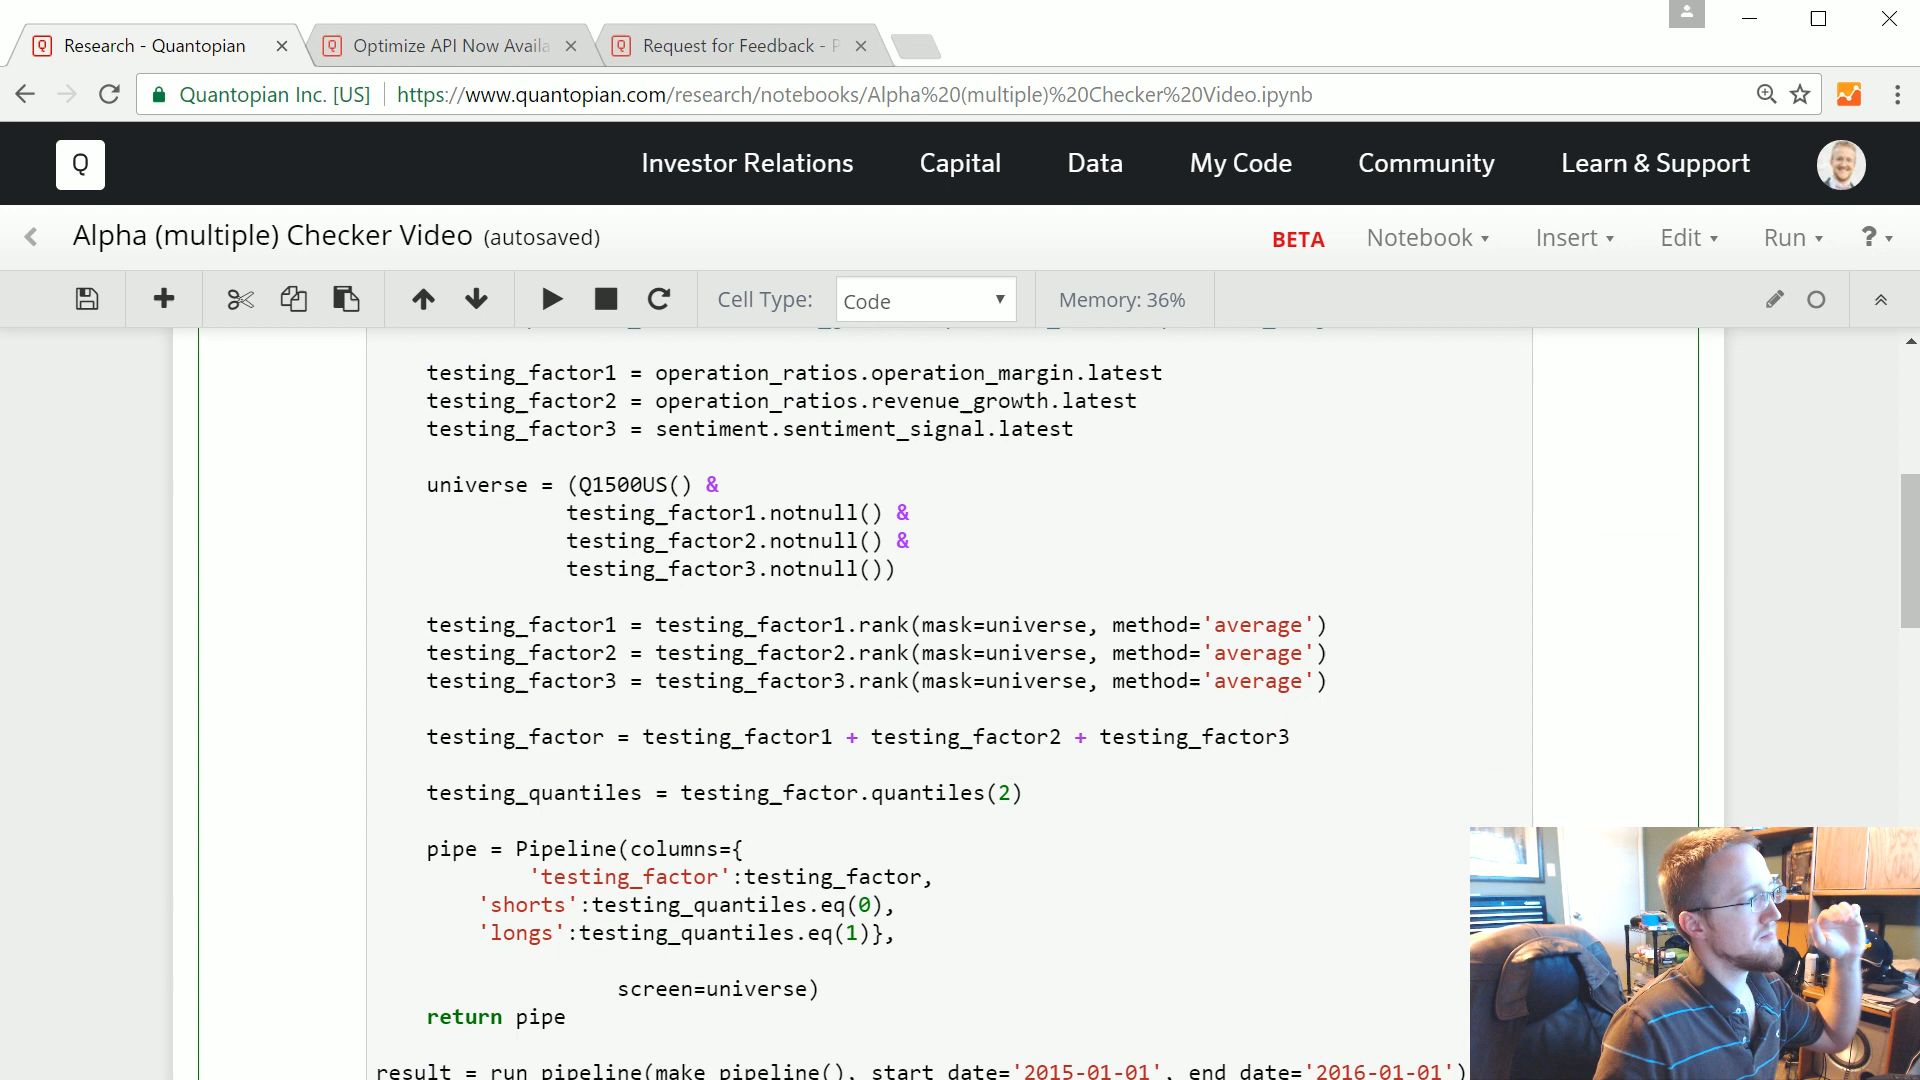 Research - Quantopian
Optimize API Now Availa
Request for Feedback - P
Quantopian Inc. [US]
https://www.quantopian.com/research/notebooks/Alpha%20(multiple)%20Checker%20Video.ipynb
Q
Investor Relations
Capital
Data
My Code
Community
Learn & Support
Alpha (multiple) Checker Video (autosaved)
BETA
Notebook
Insert
Edit
Run
?
Cell Type:
Code
Memory: 36%
testing_factor1 = operation_ratios.operation_margin.latest
testing_factor2 = operation_ratios.revenue_growth.latest
testing_factor3 = sentiment.sentiment_signal.latest
universe = (Q1500US() &
testing_factor1.notnull() &
testing_factor2.notnull() &
testing_factor3.notnull())
testing_factor1 = testing_factor1.rank(mask=universe, method='average')
testing_factor2 = testing_factor2.rank(mask=universe, method='average')
testing_factor3 = testing_factor3.rank(mask=universe, method='average')
testing_factor = testing_factor1 + testing_factor2 + testing_factor3
testing_quantiles = testing_factor.quantiles(2)
pipe = Pipeline(columns={
'testing_factor':testing_factor,
'shorts':testing_quantiles.eq(0),
'longs':testing_quantiles.eq(1)},
screen=universe)
return pipe
result = run_pipeline(make_pipeline(), start_date='2015-01-01', end_date='2016-01-01')